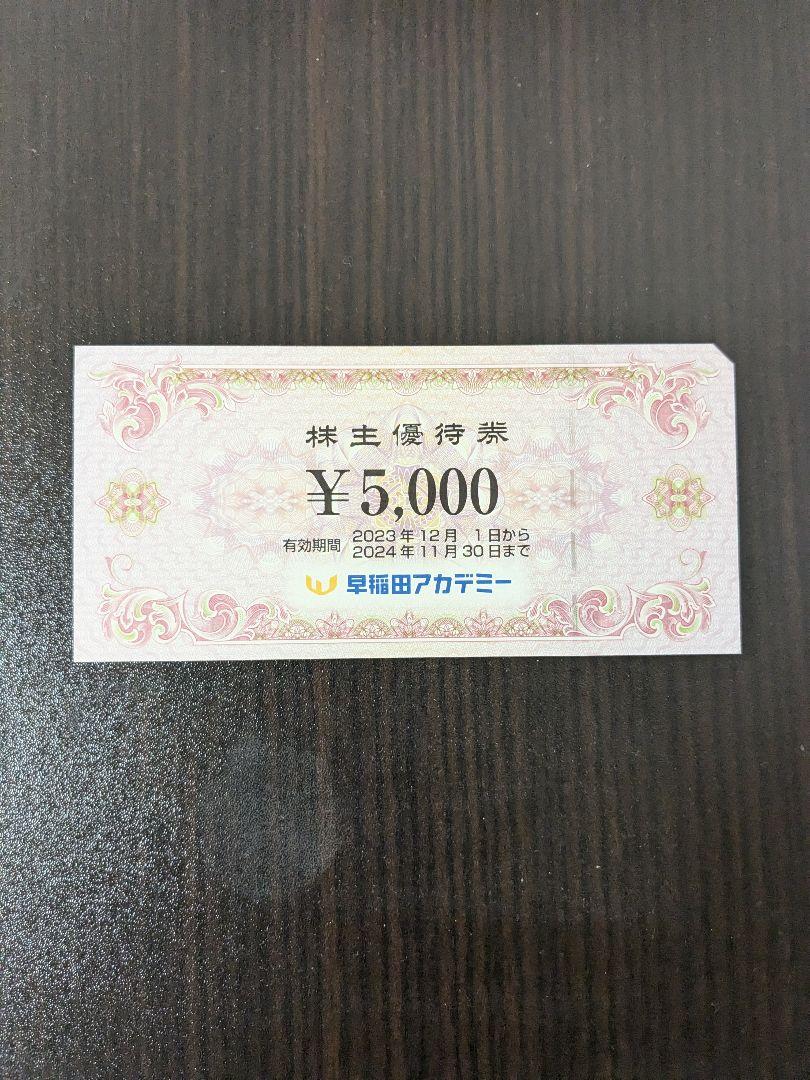 株主優待券
¥5,000
有効期間 2023年12月 1日から
2024年11月30日まで
早稲田アカデミー